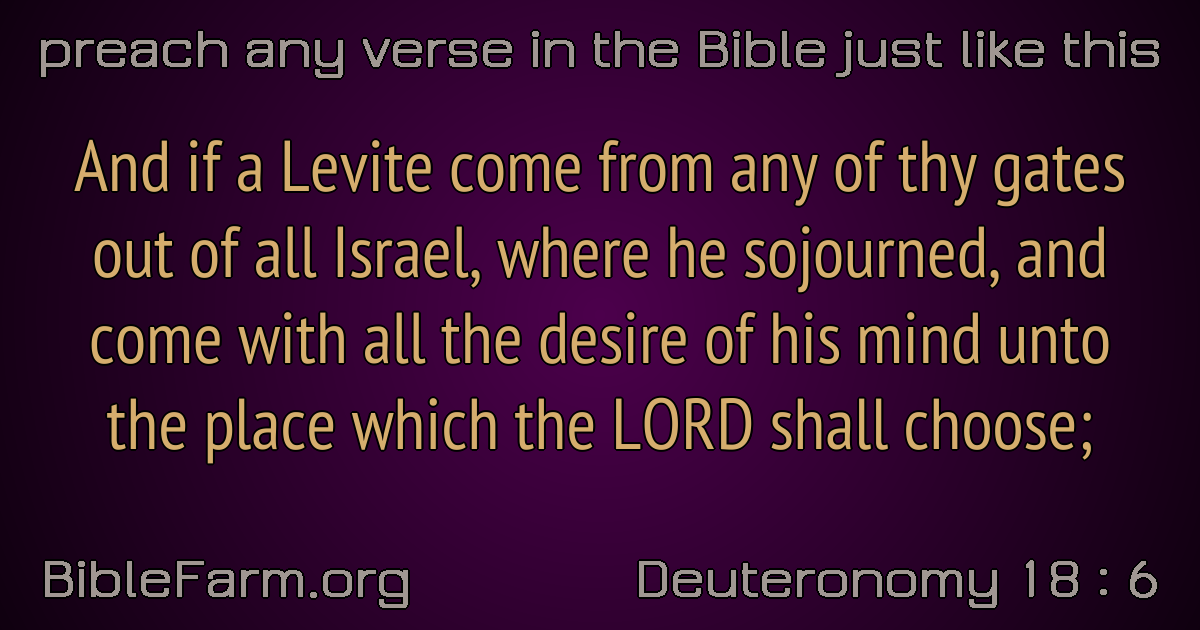 preach any verse in the Bible just like this
And if a Levite come from any of thy gates
out of all Israel, where he sojourned, and
come with all the desire of his mind unto
the place which the LORD shall choose;
BibleFarm.org
Deuteronomy 18 : 6